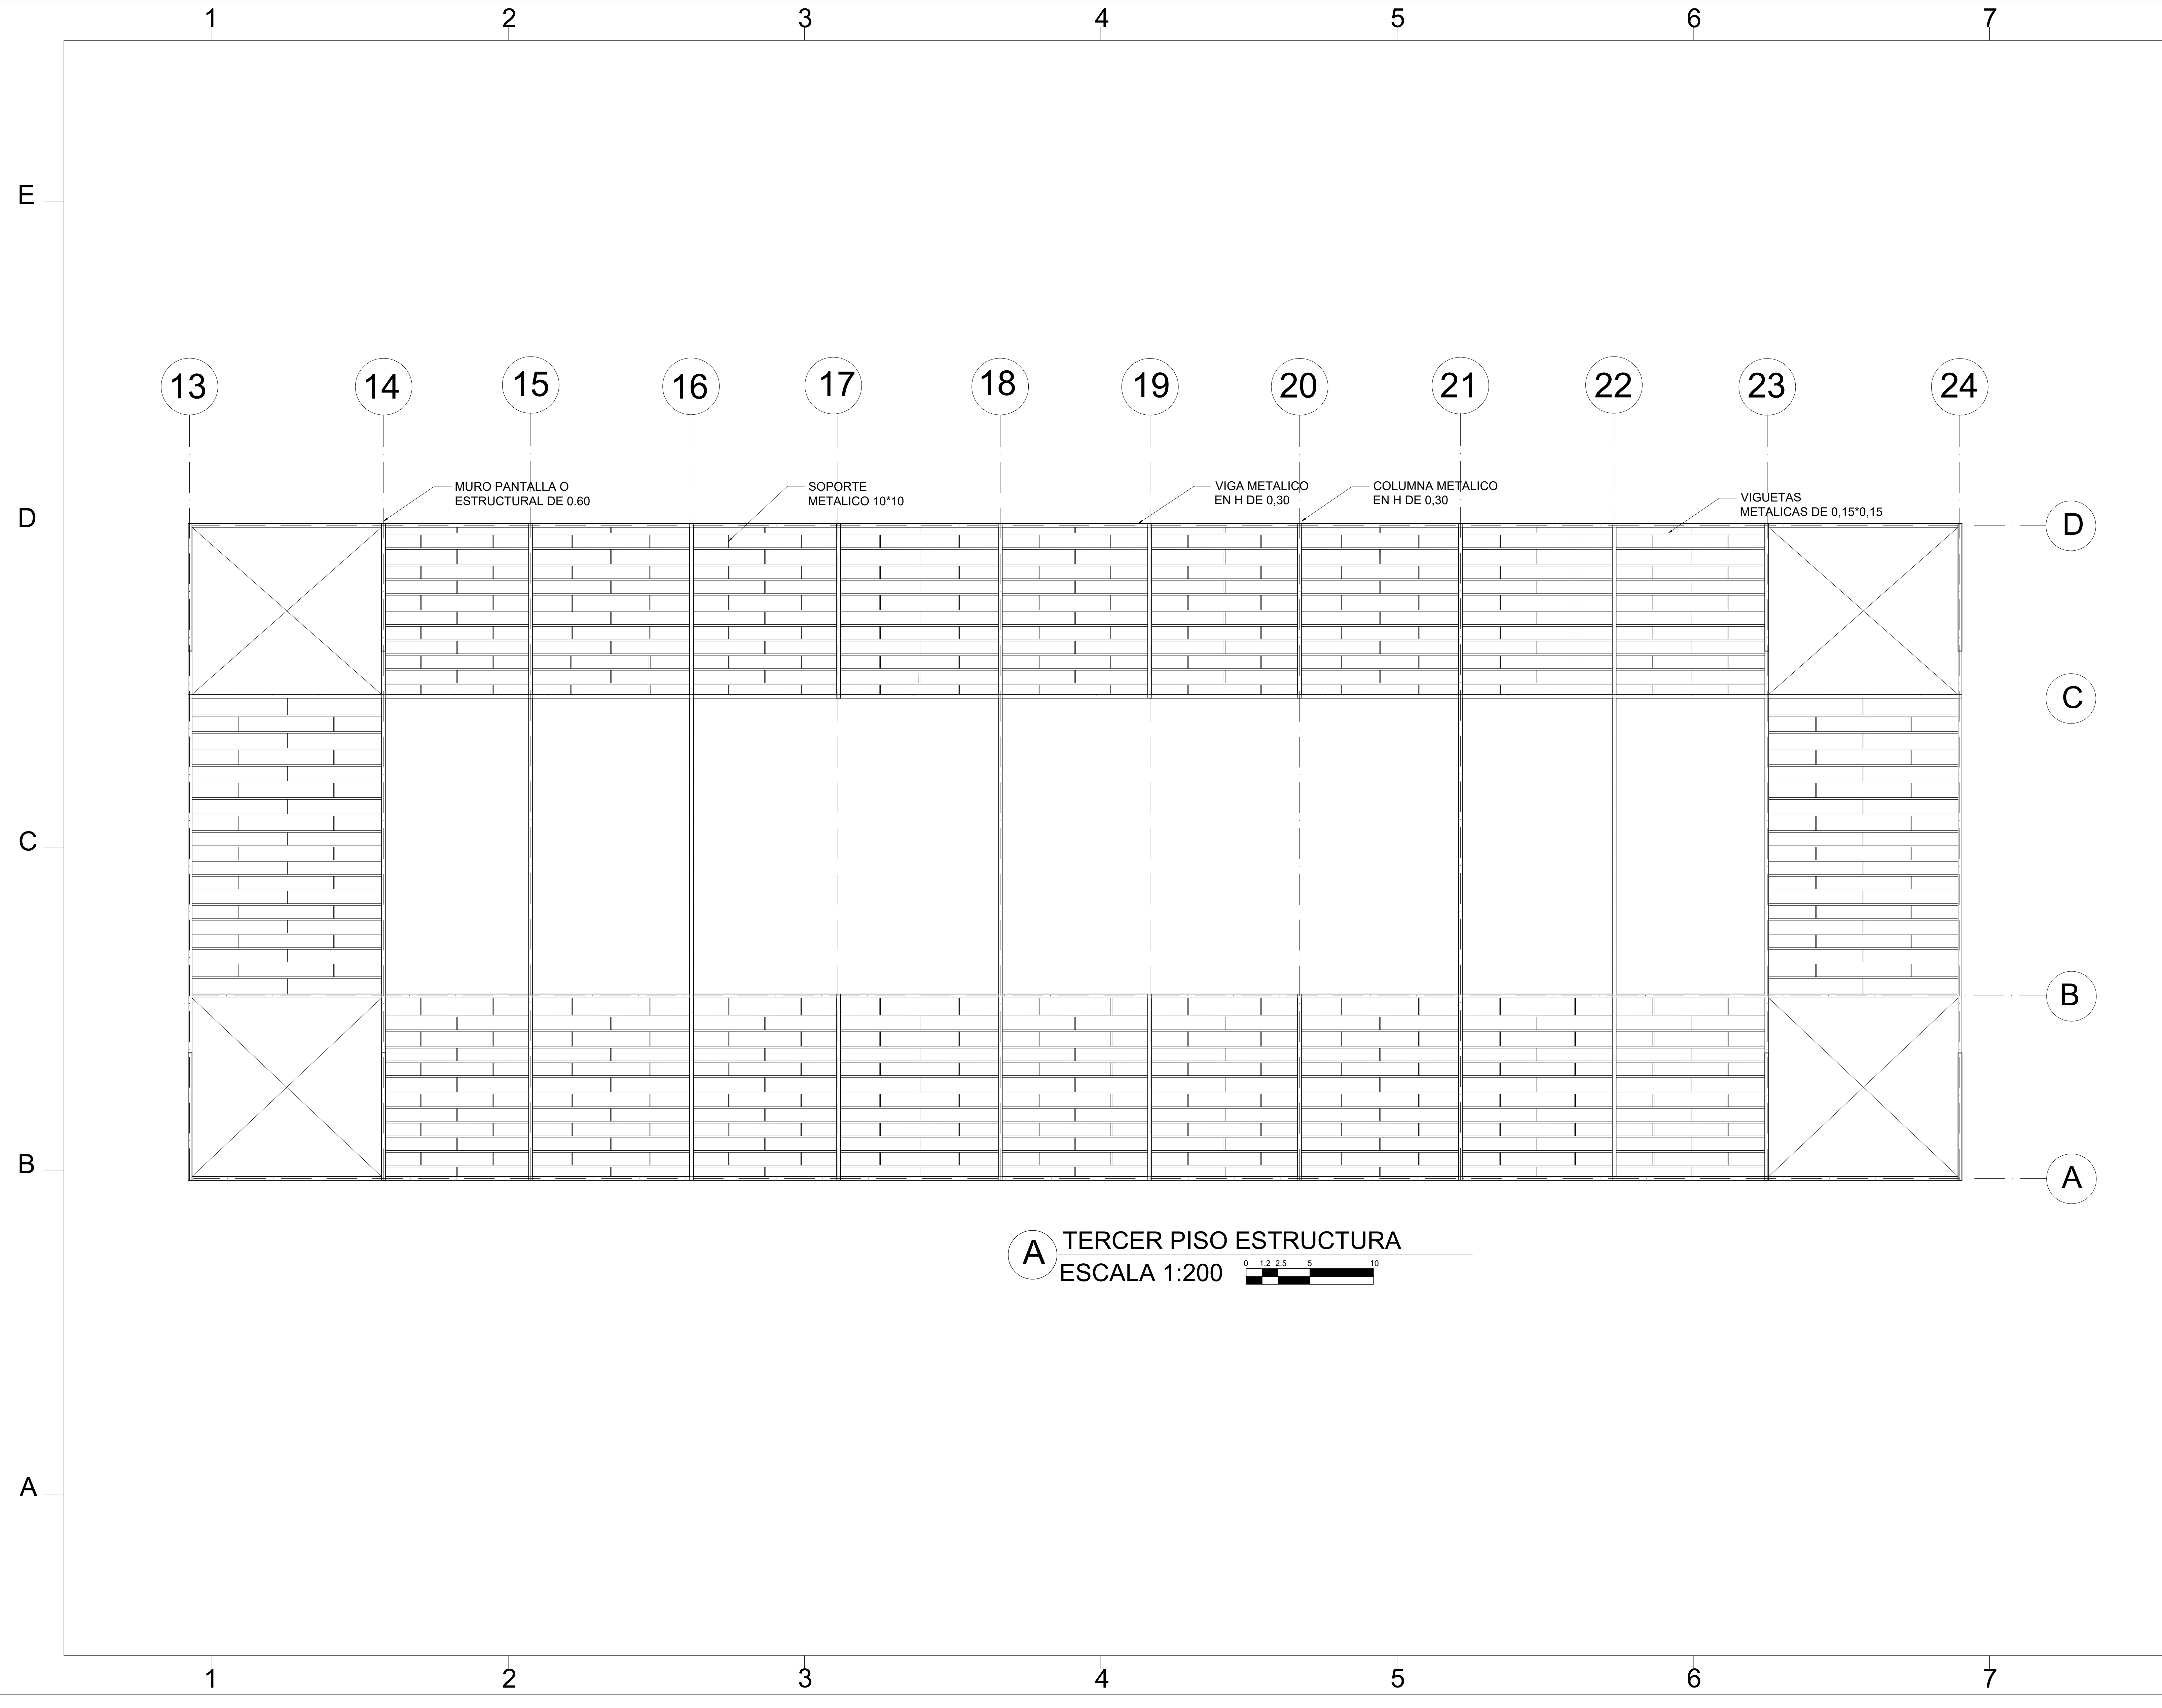 1 2 3 4 5 6 7
E
13 14 15 16 17 18 19 20 21 22 23 24
MURO PANTALLA O
ESTRUCTURAL DE 0.60
SOPORTE
METALICO 10*10
VIGA METALICO
EN H DE 0,30
COLUMNA METALICO
EN H DE 0,30
VIGUETAS
METALICAS DE 0,15*0,15
D D
C
C
B
B A
A TERCER PISO ESTRUCTURA
ESCALA 1:200 0 1.2 2.5 5 10
A
1 2 3 4 5 6 7